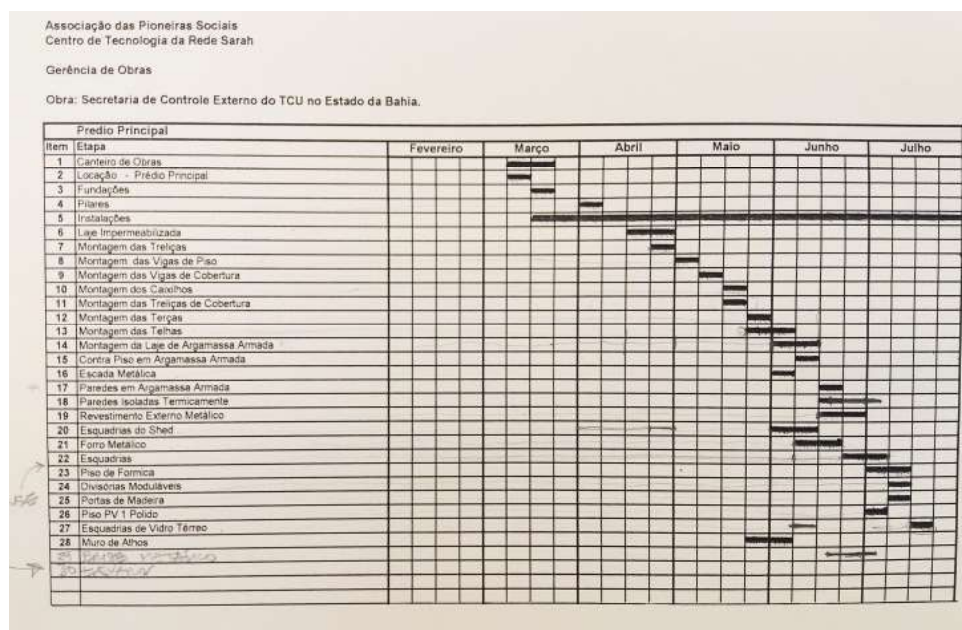 Associação das Pioneiras Sociais
Centro de Tecnologia da Rede Sarah
Gerência de Obras
Obra: Secretaria de Controle Externo do TCU no Estado da Bahia.
Predio Principal
Item Etapa Fevereiro Março Abril Maio Junho Julho
1 Canteiro de Obras
2 Locação - Prédio Principal
3 Fundações
4 Pilares
5 Instalações
6 Laje Impermeabilizada
7 Montagem das Treliças
8 Montagem das Vigas de Piso
9 Montagem das Vigas de Cobertura
10 Montagem dos Caixilhos
11 Montagem das Treliças de Cobertura
12 Montagem das Terças
13 Montagem das Telhas
14 Montagem da Laje de Argamassa Armada
15 Contra Piso em Argamassa Armada
16 Escada Metálica
17 Paredes em Argamassa Armada
18 Paredes Isoladas Termicamente
19 Revestimento Externo Metálico
20 Esquadrias do Shed
21 Forro Metálico
22 Esquadrias
23 Piso de Formica
24 Divisórias Moduláveis
25 Portas de Madeira
26 Piso PV 1 Polido
27 Esquadrias de Vidro Térreo
28 Muro de Alhos